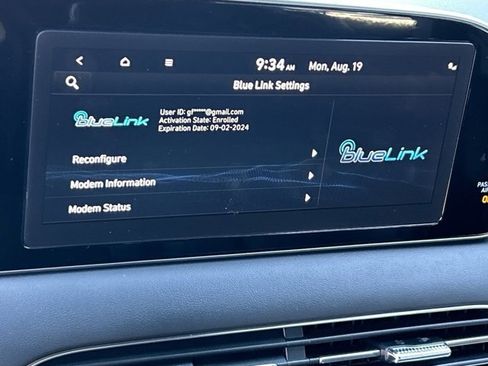 9:34 AM Mon, Aug. 19
Blue Link Settings
BlueLink
User ID: gf*****@gmail.com
Activation State: Enrolled
Expiration Date: 09-02-2024
BlueLink
Reconfigure
Modem Information
Modem Status